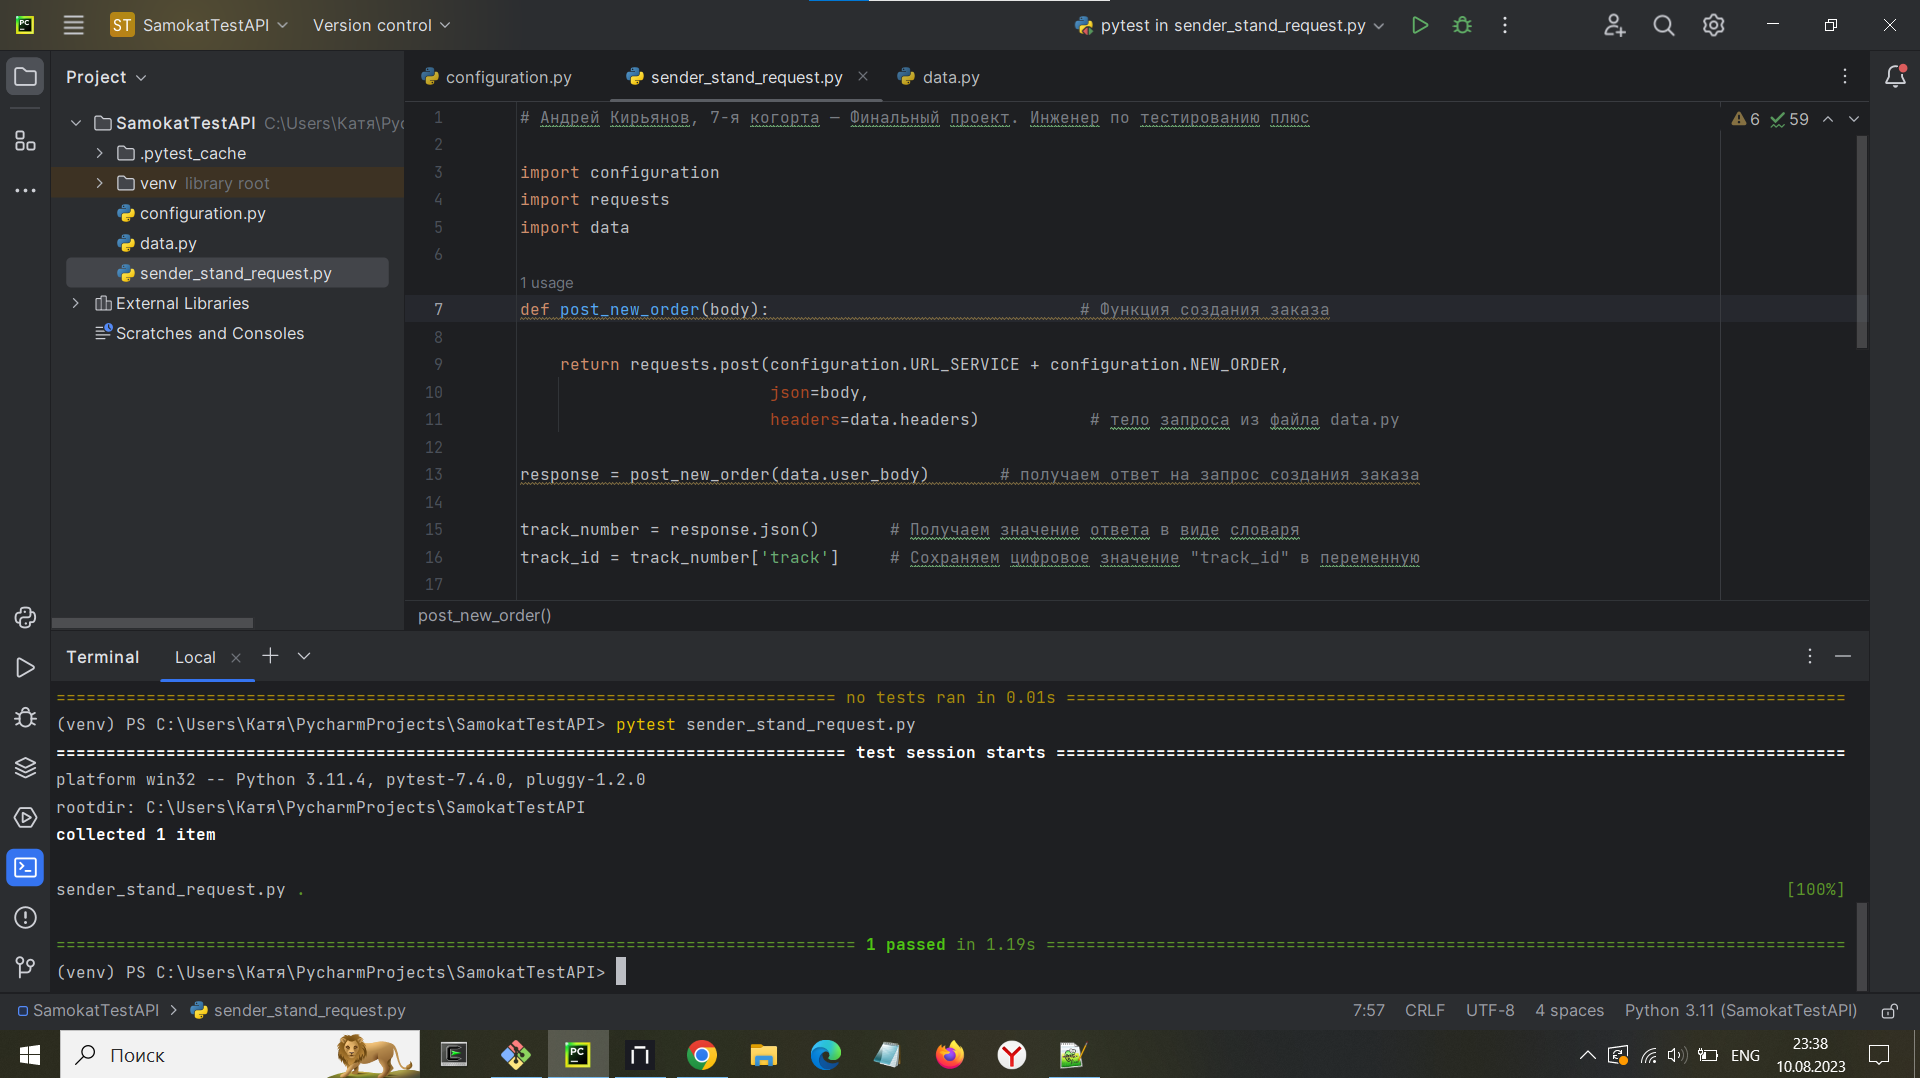 ST SamokatTestAPI Version control pytest in sender_stand_request.py
Project
configuration.py sender_stand_request.py data.py
SamokatTestAPI C:\Users\Катя\Pyc
.pytest_cache
venv library root
configuration.py
data.py
sender_stand_request.py
External Libraries
Scratches and Consoles
6 59
1 # Андрей Кирьянов, 7-я когорта — Финальный проект. Инженер по тестированию плюс
2
3 import configuration
4 import requests
5 import data
6
1 usage
7 def post_new_order(body): # Функция создания заказа
8
9 return requests.post(configuration.URL_SERVICE + configuration.NEW_ORDER,
10 json=body,
11 headers=data.headers) # тело запроса из файла data.py
12
13 response = post_new_order(data.user_body) # получаем ответ на запрос создания заказа
14
15 track_number = response.json() # Получаем значение ответа в виде словаря
16 track_id = track_number['track'] # Сохраняем цифровое значение "track_id" в переменную
17
post_new_order()
Terminal Local
============================================================================== no tests ran in 0.01s ==============================================================================
(venv) PS C:\Users\Катя\PycharmProjects\SamokatTestAPI> pytest sender_stand_request.py
=============================================================================== test session starts ===============================================================================
platform win32 -- Python 3.11.4, pytest-7.4.0, pluggy-1.2.0
rootdir: C:\Users\Катя\PycharmProjects\SamokatTestAPI
collected 1 item
sender_stand_request.py . [100%]
================================================================================ 1 passed in 1.19s ================================================================================
(venv) PS C:\Users\Катя\PycharmProjects\SamokatTestAPI>
SamokatTestAPI > sender_stand_request.py 7:57 CRLF UTF-8 4 spaces Python 3.11 (SamokatTestAPI)
Поиск ENG
23:38
10.08.2023